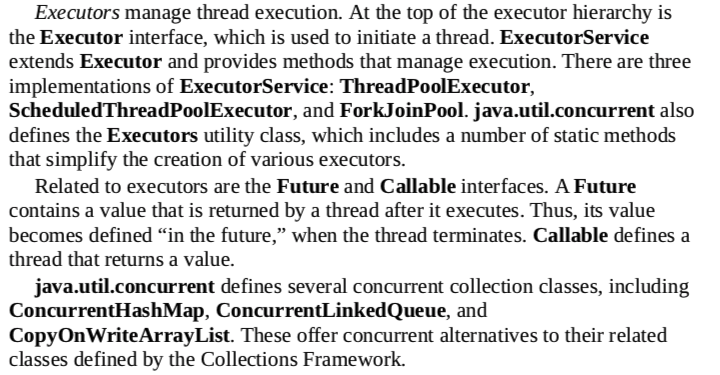 Executors manage thread execution. At the top of the executor hierarchy is
the Executor interface, which is used to initiate a thread. ExecutorService
extends Executor and provides methods that manage execution. There are three
implementations of ExecutorService: ThreadPoolExecutor,
ScheduledThreadPoolExecutor, and ForkJoinPool. java.util.concurrent also
defines the Executors utility class, which includes a number of static methods
that simplify the creation of various executors.
Related to executors are the Future and Callable interfaces. A Future
contains a value that is returned by a thread after it executes. Thus, its value
becomes defined “in the future,” when the thread terminates. Callable defines a
thread that returns a value.
java.util.concurrent defines several concurrent collection classes, including
ConcurrentHashMap, ConcurrentLinkedQueue, and
CopyOnWriteArrayList. These offer concurrent alternatives to their related
classes defined by the Collections Framework.